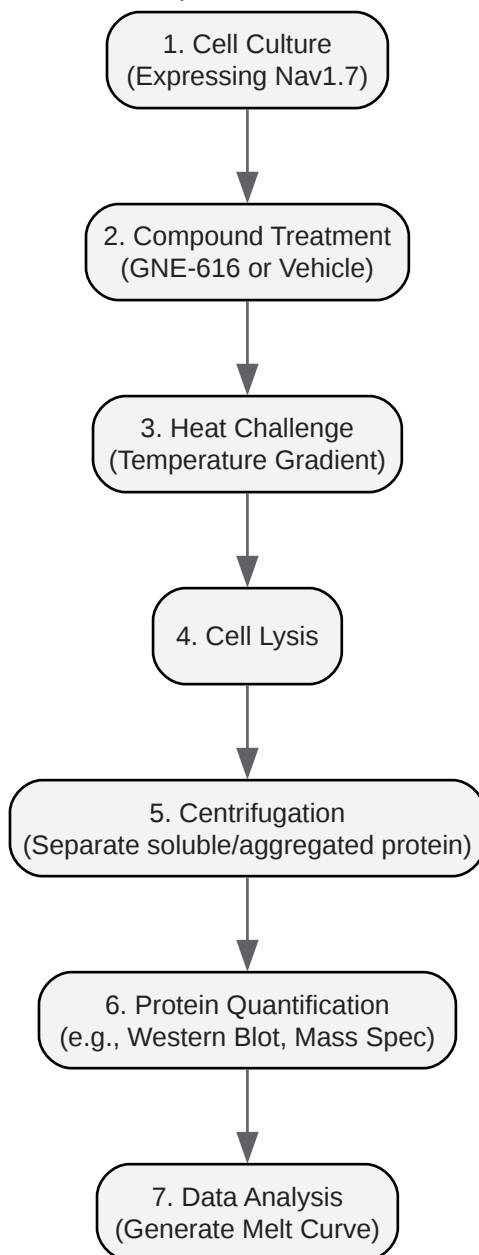 1. Cell Culture
(Expressing Nav1.7)
2. Compound Treatment
(GNE-616 or Vehicle)
3. Heat Challenge
(Temperature Gradient)
4. Cell Lysis
5. Centrifugation
(Separate soluble/aggregated protein)
6. Protein Quantification
(e.g., Western Blot, Mass Spec)
7. Data Analysis
(Generate Melt Curve)